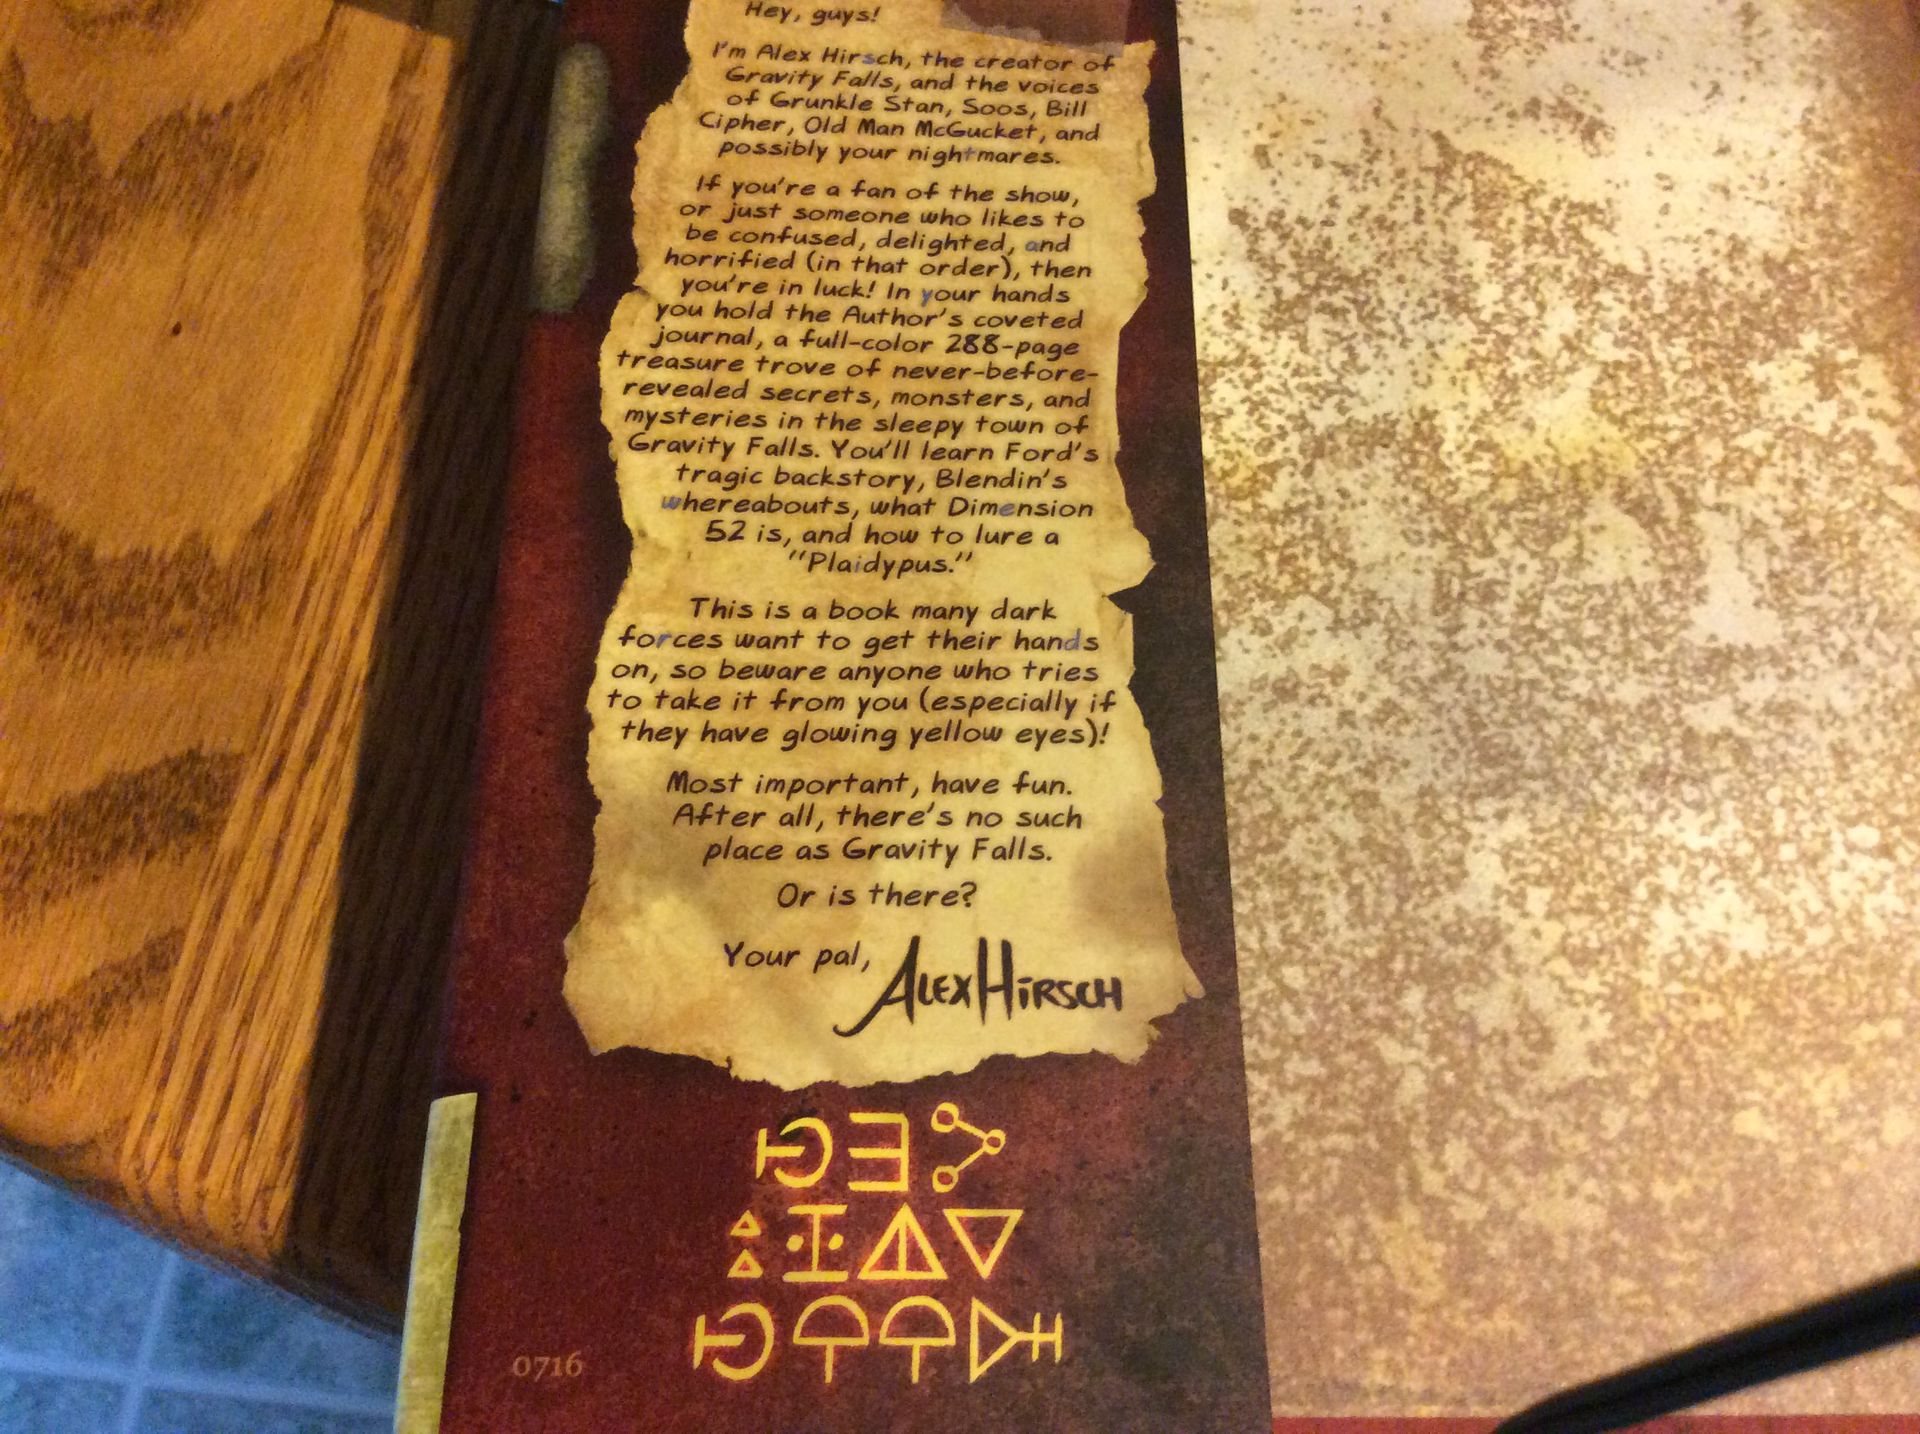 Hey, guys!
I'm Alex Hirsch, the creator of
Gravity Falls, and the voices
of Grunkle Stan, Soos, Bill
Cipher, Old Man McGucket, and
possibly your nightmares.
If you're a fan of the show,
or just someone who likes to
be confused, delighted, and
horrified (in that order), then
you're in luck! In your hands
you hold the Author's coveted
journal, a full-color 288-page
treasure trove of never-before-
revealed secrets, monsters, and
mysteries in the sleepy town of
Gravity Falls. You'll learn Ford's
tragic backstory, Blendin's
whereabouts, what Dimension
52 is, and how to lure a
"Plaidypus."
This is a book many dark
forces want to get their hands
on, so beware anyone who tries
to take it from you (especially if
they have glowing yellow eyes)!
Most important, have fun.
After all, there's no such
place as Gravity Falls.
Or is there?
Your pal,
ALEX HIRSCH
0716